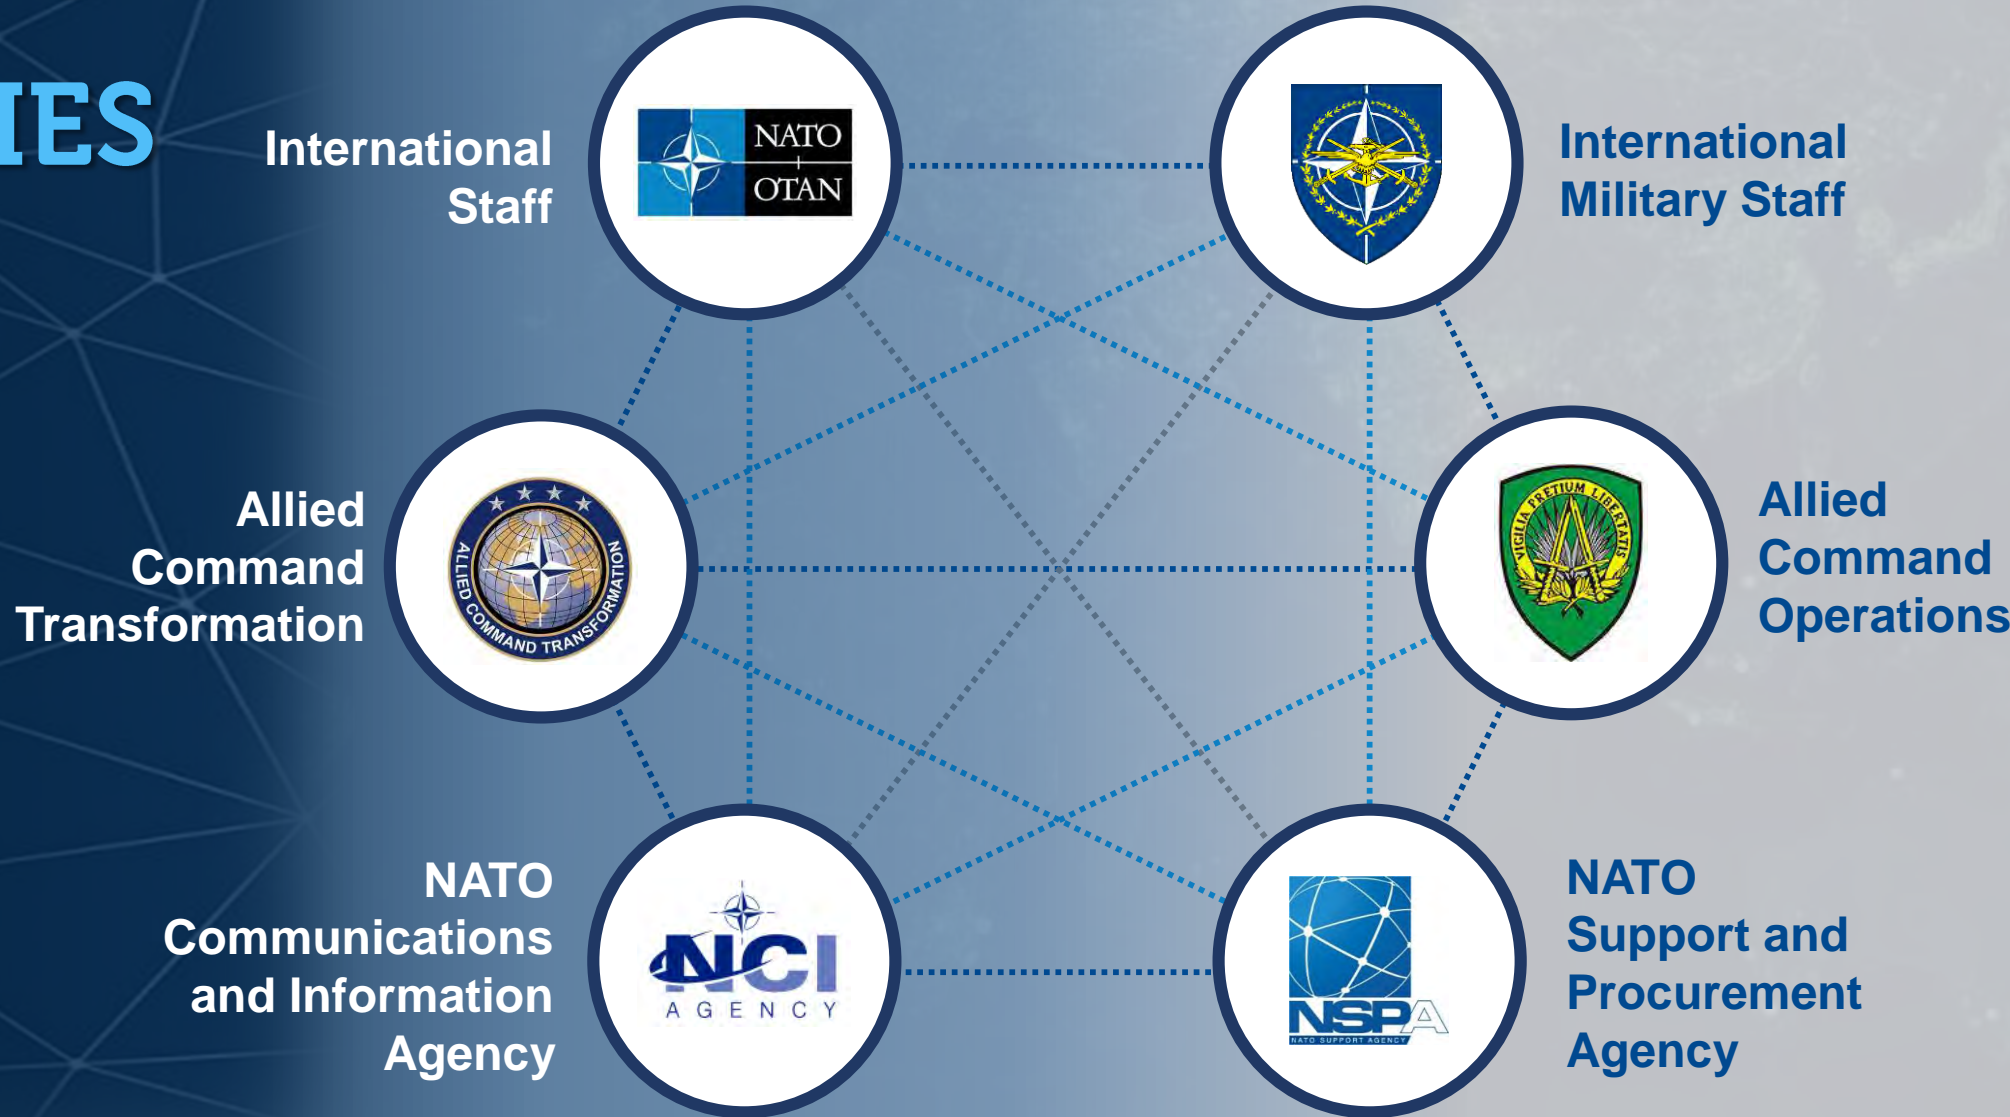 IES
International
Staff
NATO
OTAN
International
Military Staff
Allied
Command
Transformation
ALLIED COMMAND TRANSFORMATION
VIGILIA PRETIUM LIBERTATIS
Allied
Command
Operations
NATO
Communications
and Information
Agency
NCI
AGENCY
NSPA
NATO SUPPORT AGENCY
NATO
Support and
Procurement
Agency